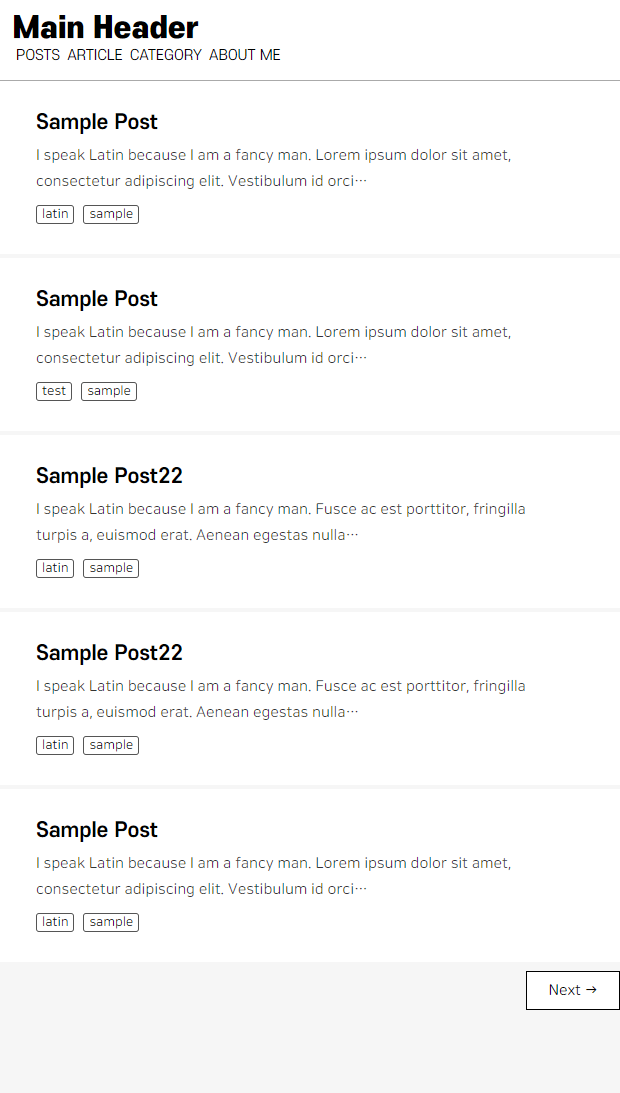 Main Header
POSTS ARTICLE CATEGORY ABOUT ME
Sample Post
I speak Latin because I am a fancy man. Lorem ipsum dolor sit amet,
consectetur adipiscing elit. Vestibulum id orci…
latin sample
Sample Post
I speak Latin because I am a fancy man. Lorem ipsum dolor sit amet,
consectetur adipiscing elit. Vestibulum id orci…
test sample
Sample Post22
I speak Latin because I am a fancy man. Fusce ac est porttitor, fringilla
turpis a, euismod erat. Aenean egestas nulla…
latin sample
Sample Post22
I speak Latin because I am a fancy man. Fusce ac est porttitor, fringilla
turpis a, euismod erat. Aenean egestas nulla…
latin sample
Sample Post
I speak Latin because I am a fancy man. Lorem ipsum dolor sit amet,
consectetur adipiscing elit. Vestibulum id orci…
latin sample
Next →